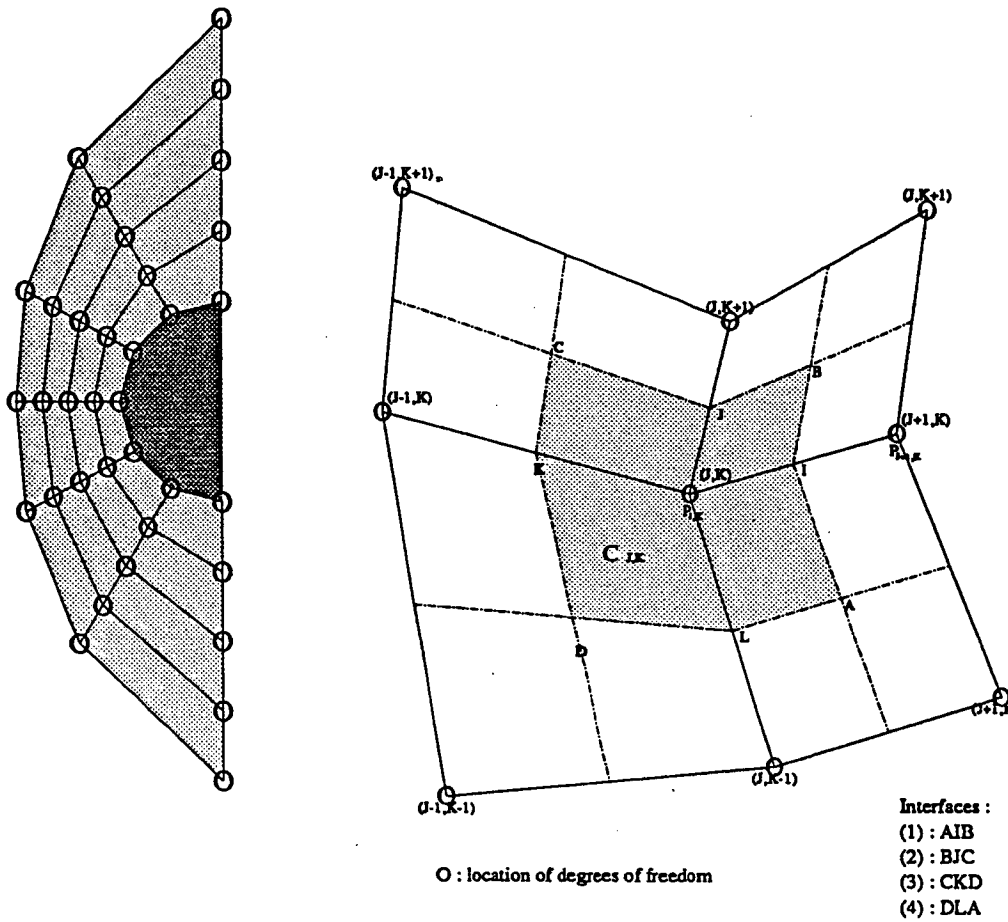 (J-1,K+1)
(J,K+1)
(J,K+1)
C
B
J
(J-1,K)
(J+1,K)
K
(J,K)
I
P J,K
C J,K
A
L
D
(J,K-1)
(J-1,K-1)
Interfaces :
(1) : AIB
(2) : BJC
(3) : CKD
(4) : DLA
O : location of degrees of freedom